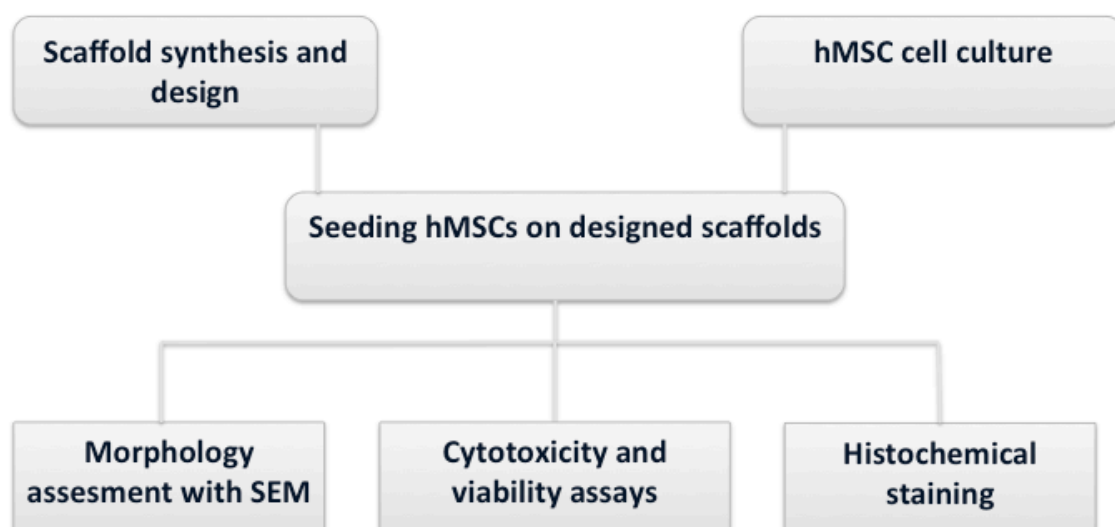 Scaffold synthesis and
design
hMSC cell culture
Seeding hMSCs on designed scaffolds
Morphology
assesment with SEM
Cytotoxicity and
viability assays
Histochemical
staining